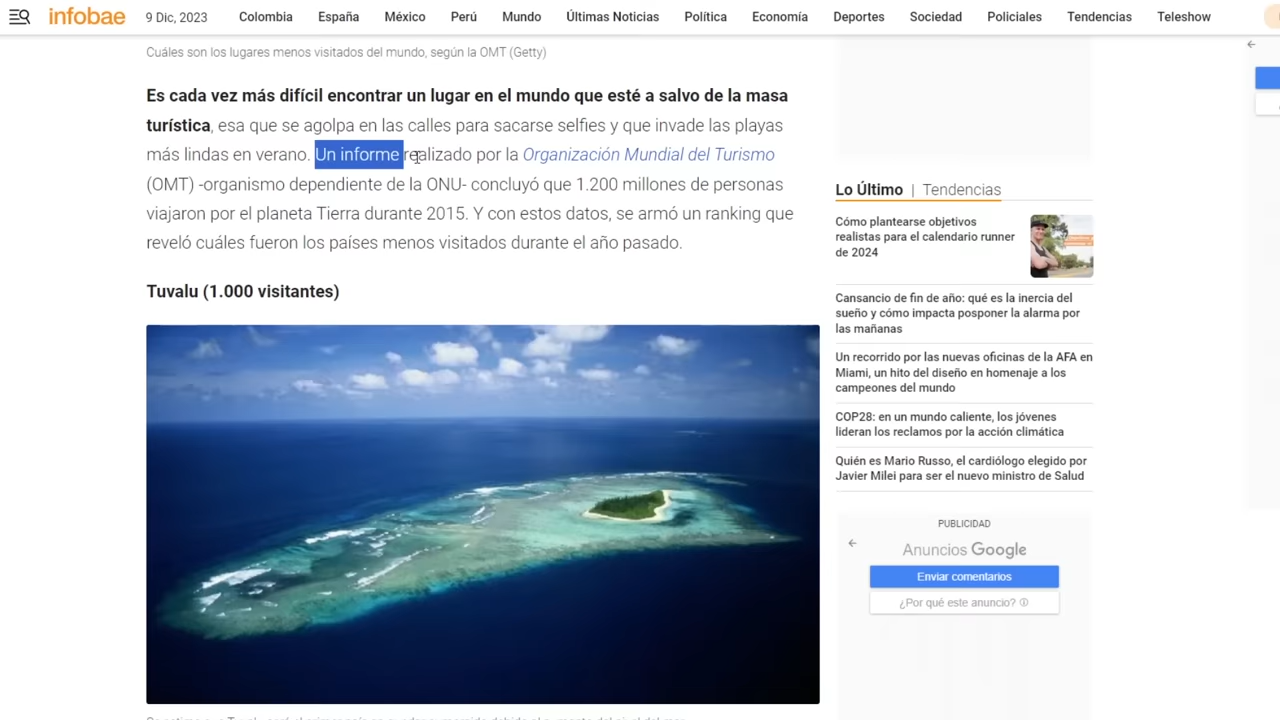 infobae
9 Dic, 2023
Colombia España México Perú Mundo Últimas Noticias Política Economía Deportes Sociedad Policiales Tendencias Teleshow
Cuáles son los lugares menos visitados del mundo, según la OMT (Getty)
Es cada vez más difícil encontrar un lugar en el mundo que esté a salvo de la masa
turística, esa que se agolpa en las calles para sacarse selfies y que invade las playas
más lindas en verano. Un informe realizado por la Organización Mundial del Turismo
(OMT) -organismo dependiente de la ONU- concluyó que 1.200 millones de personas
viajaron por el planeta Tierra durante 2015. Y con estos datos, se armó un ranking que
reveló cuáles fueron los países menos visitados durante el año pasado.
Tuvalu (1.000 visitantes)
Lo Último | Tendencias
Cómo plantearse objetivos
realistas para el calendario runner
de 2024
Cansancio de fin de año: qué es la inercia del
sueño y cómo impacta posponer la alarma por
las mañanas
Un recorrido por las nuevas oficinas de la AFA en
Miami, un hito del diseño en homenaje a los
campeones del mundo
COP28: en un mundo caliente, los jóvenes
lideran los reclamos por la acción climática
Quién es Mario Russo, el cardiólogo elegido por
Javier Milei para ser el nuevo ministro de Salud
PUBLICIDAD
Anuncios Google
Enviar comentarios
¿Por qué este anuncio?